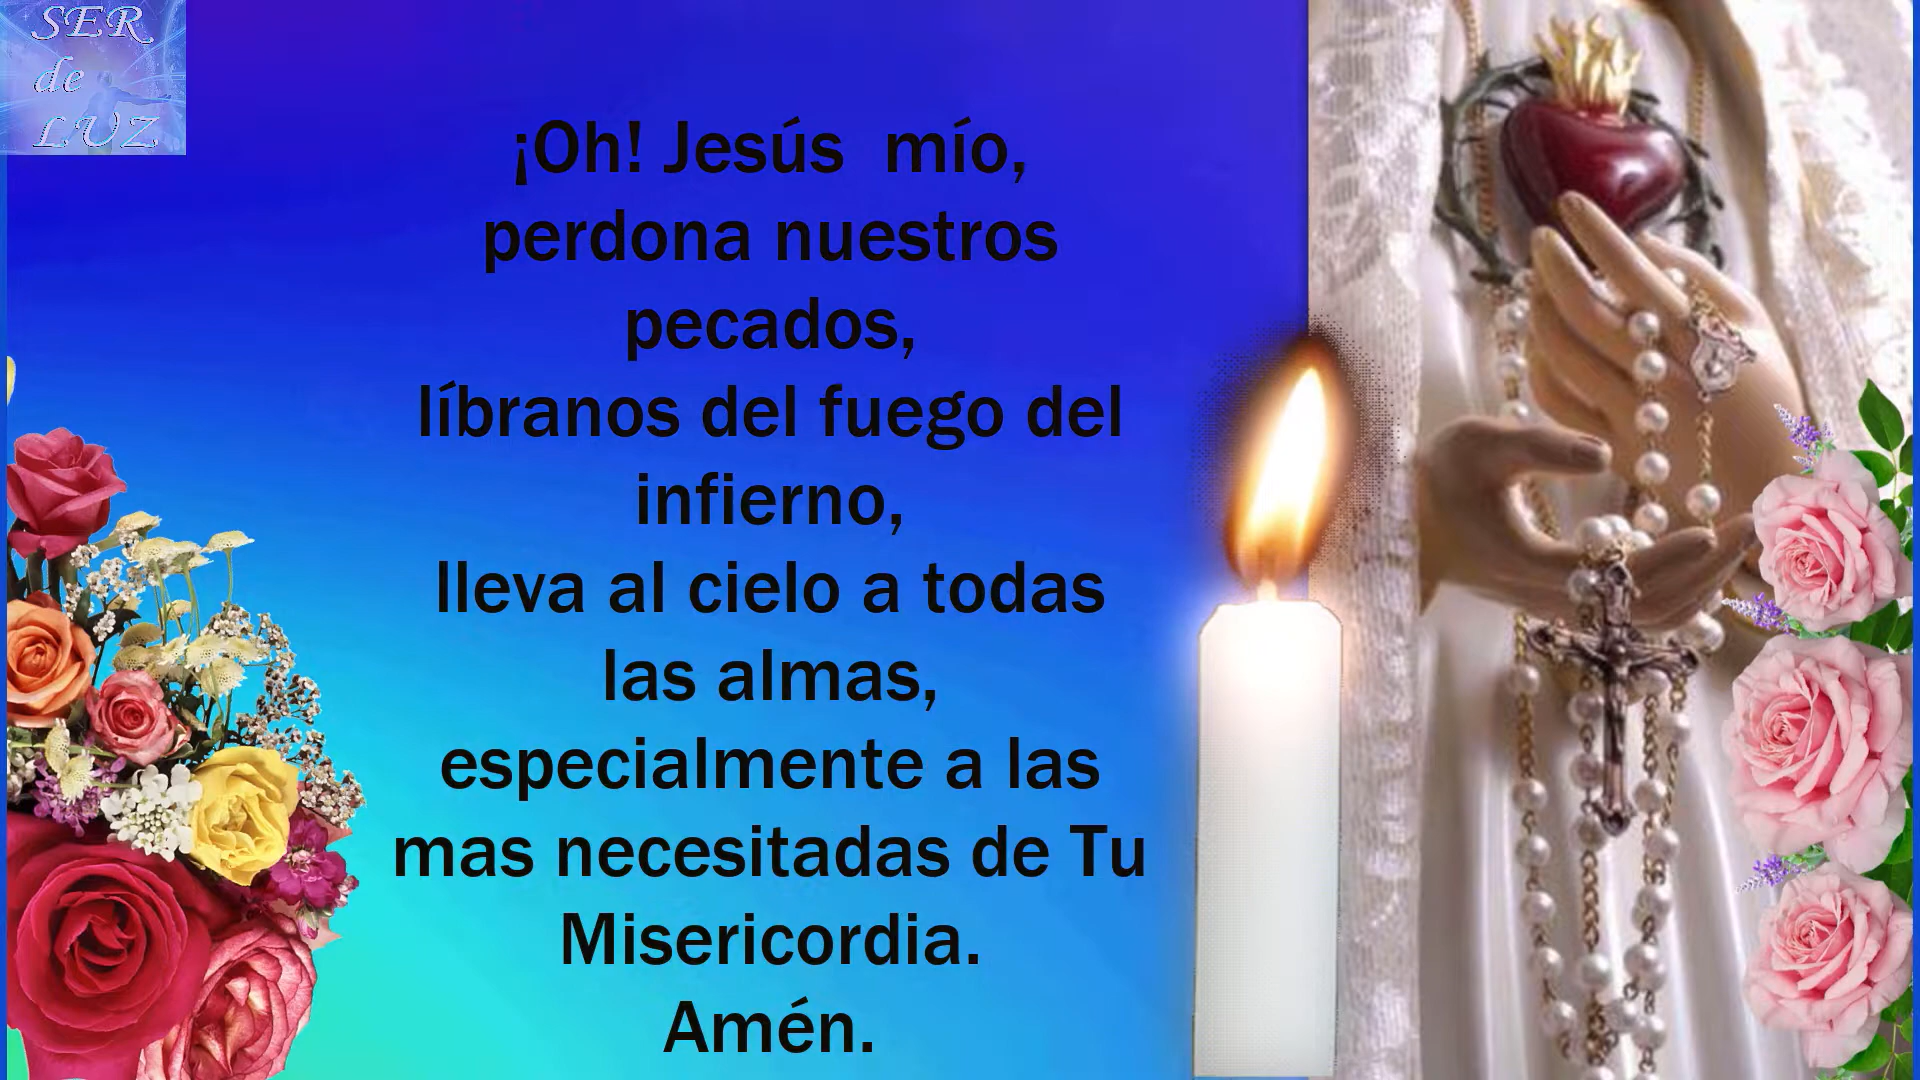 SER
de
LUZ
¡Oh! Jesús  mío,
perdona nuestros
pecados,
líbranos del fuego del
infierno,
lleva al cielo a todas
las almas,
especialmente a las
mas necesitadas de Tu
Misericordia.
Amén.